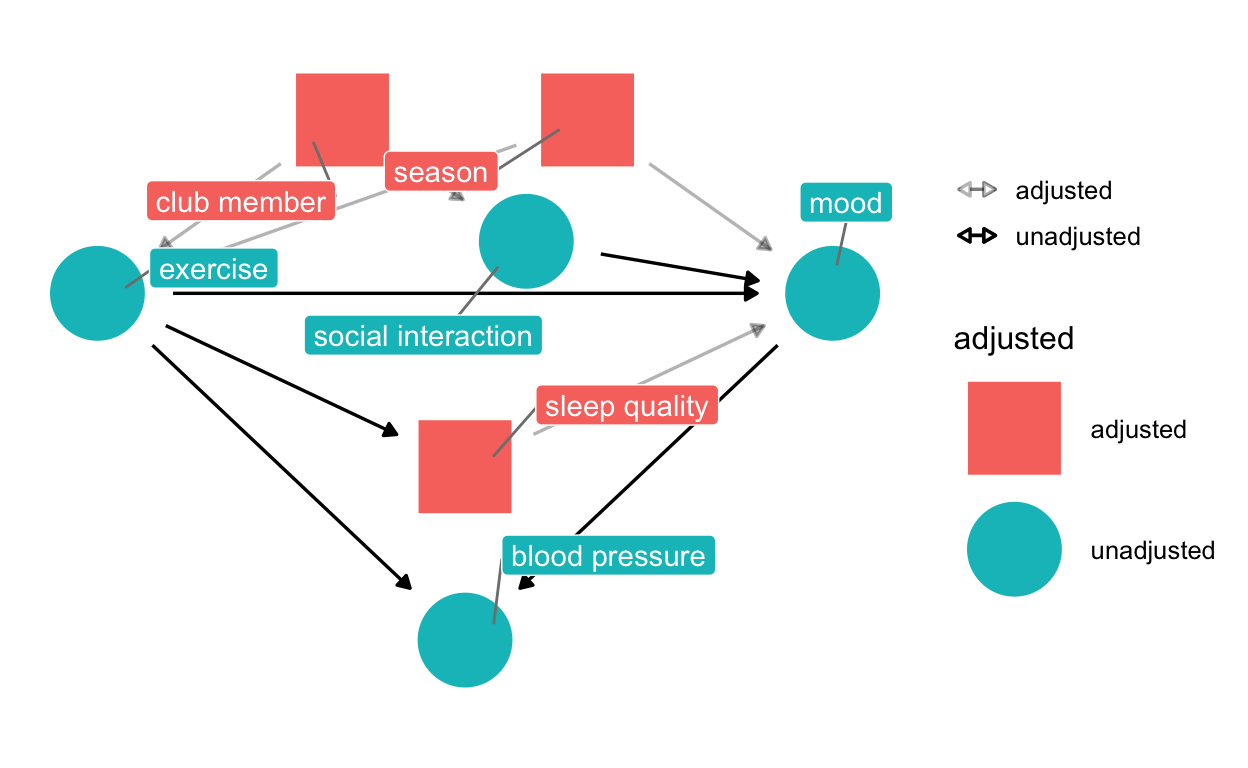 season
club member
mood
exercise
social interaction
sleep quality
blood pressure
adjusted
unadjusted
adjusted
adjusted
unadjusted